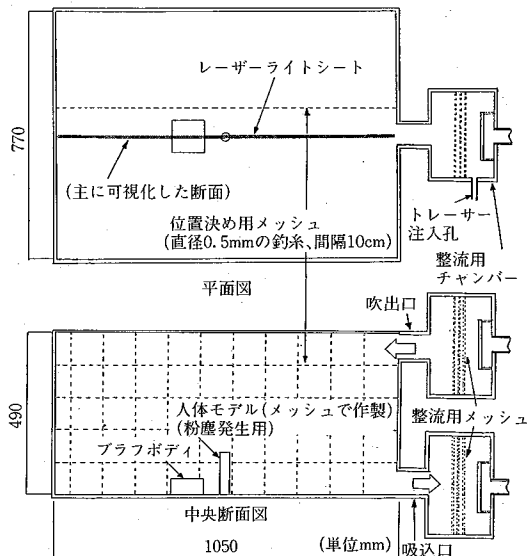 レーザーライトシート
770
(主に可視化した断面)
位置決め用メッシュ
(直径0.5mmの釣糸、間隔10cm)
トレーサー
注入孔
整流用
チャンバー
平面図
吹出口
490
人体モデル(メッシュで作製)
(粉塵発生用)
ブラフボディ
整流用メッシュ
中央断面図
1050
(単位mm)
吸込口